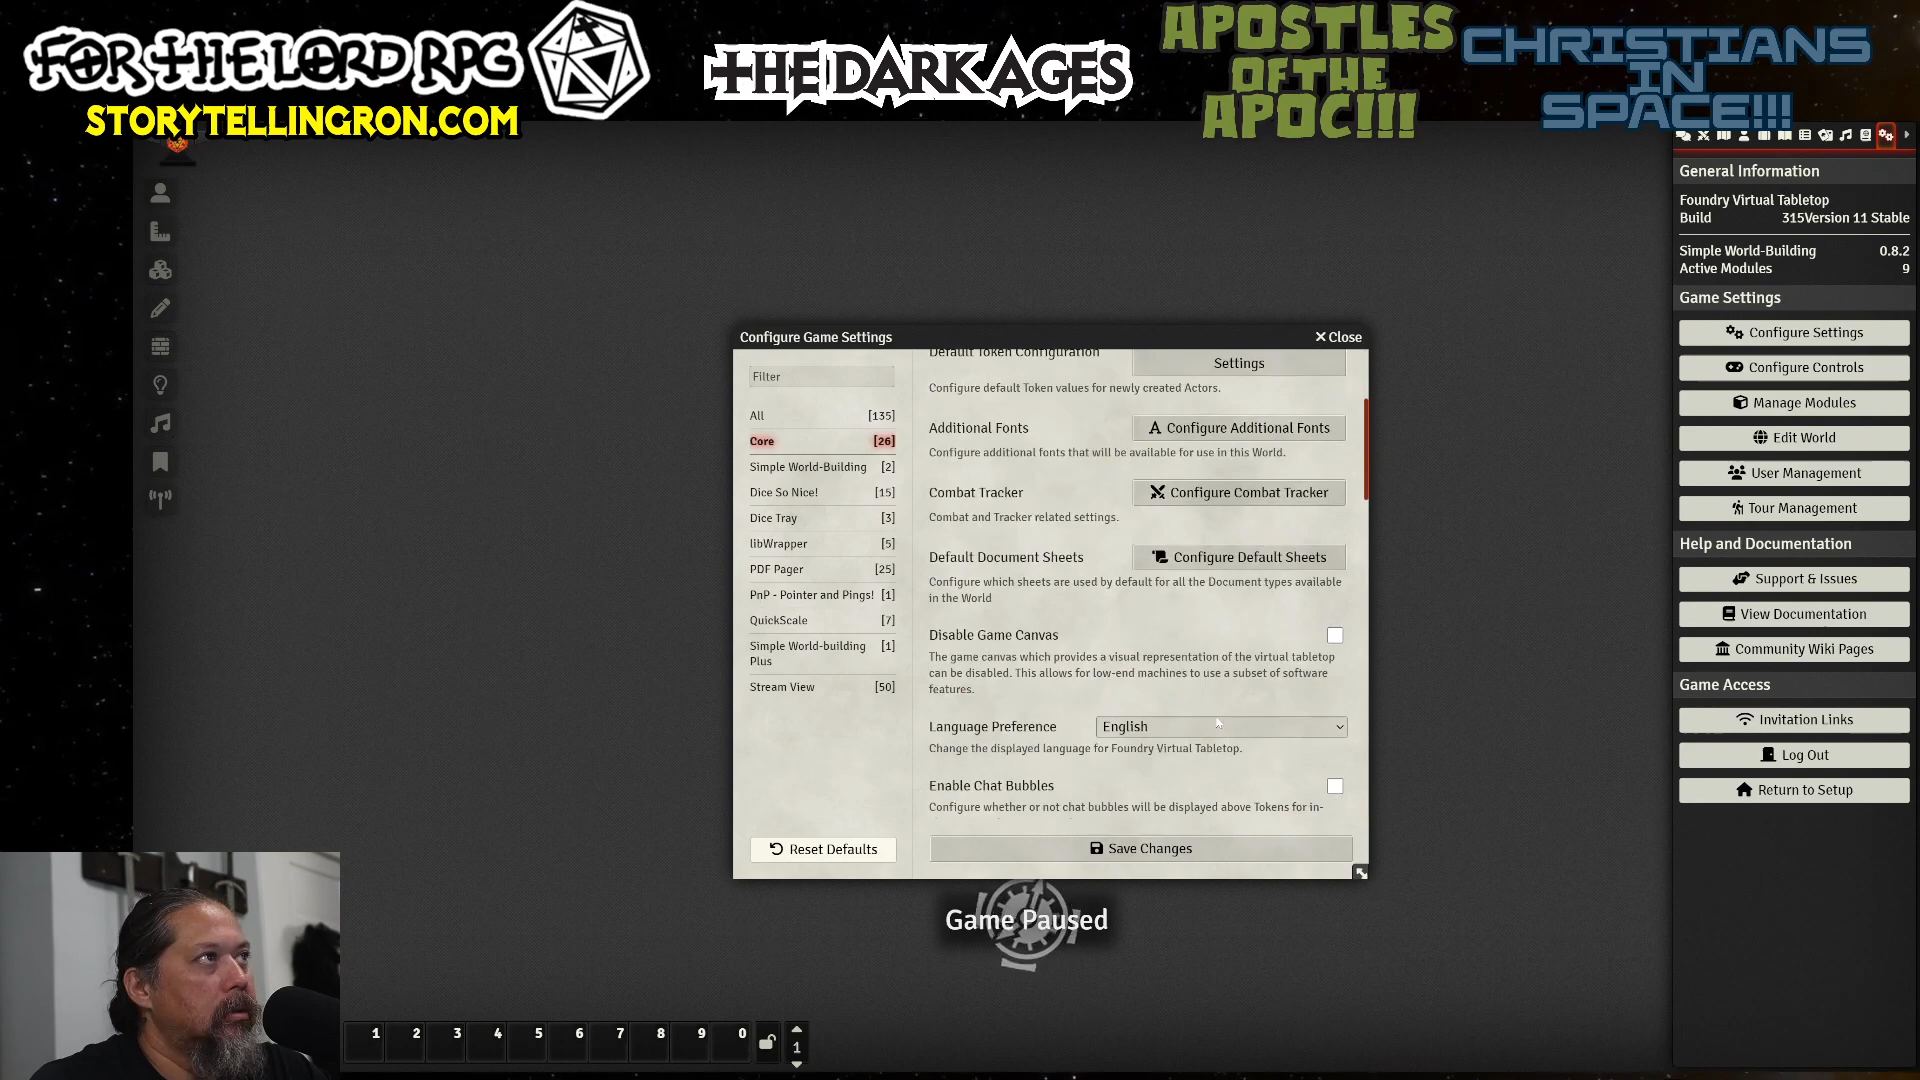 FOR THE LORD RPG
STORYTELLINGRON.COM
THE DARK AGES
APOSTLES
OF THE
APOC!!!
CHRISTIANS
IN
SPACE!!!
General Information
Foundry Virtual Tabletop
Build 315Version 11 Stable
Simple World-Building 0.8.2
Active Modules 9
Game Settings
Configure Settings
Configure Controls
Manage Modules
Edit World
User Management
Tour Management
Help and Documentation
Support & Issues
View Documentation
Community Wiki Pages
Game Access
Invitation Links
Log Out
Return to Setup
Configure Game Settings
Close
Filter
All [135]
Core [26]
Simple World-Building [2]
Dice So Nice! [15]
Dice Tray [3]
libWrapper [5]
PDF Pager [25]
PnP - Pointer and Pings! [1]
QuickScale [7]
Simple World-building [1]
Plus
Stream View [50]
Reset Defaults
Default Token Configuration
Settings
Configure default Token values for newly created Actors.
Additional Fonts
Configure Additional Fonts
Configure additional fonts that will be available for use in this World.
Combat Tracker
Configure Combat Tracker
Combat and Tracker related settings.
Default Document Sheets
Configure Default Sheets
Configure which sheets are used by default for all the Document types available
in the World
Disable Game Canvas
The game canvas which provides a visual representation of the virtual tabletop
can be disabled. This allows for low-end machines to use a subset of software
features.
Language Preference
English
Change the displayed language for Foundry Virtual Tabletop.
Enable Chat Bubbles
Configure whether or not chat bubbles will be displayed above Tokens for in-
Save Changes
Game Paused
1 2 3 4 5 6 7 8 9 0
1